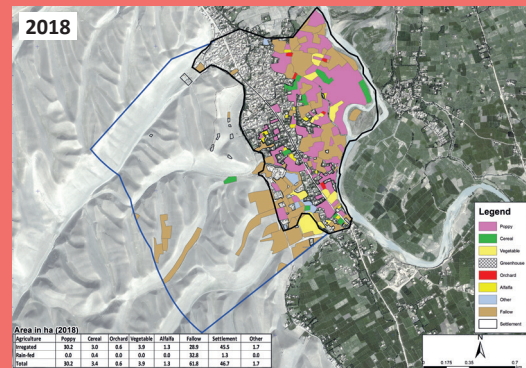 2018
Legend
Poppy
Cereal
Vegetable
Greenhouse
Orchard
Alfalfa
Other
Fallow
Settlement
Area in ha (2018)
Agriculture Poppy Cereal Orchard Vegetable Alfalfa Fallow Settlement Other
Irregated 30.2 3.0 0.6 3.9 1.3 28.9 45.5 1.7
Rain-fed 0.0 0.4 0.0 0.0 0.0 32.8 1.3 0.0
Total 30.2 3.4 0.6 3.9 1.3 61.8 46.7 1.7
N
0 0.175 0.35 0.7